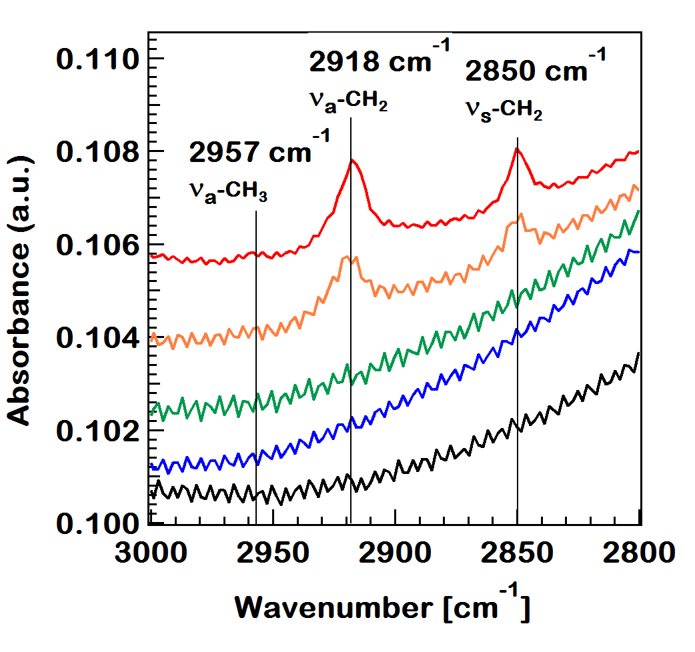 0.110
0.108
0.106
0.104
0.102
0.100
Absorbance (a.u.)
2918 cm⁻¹
νa-CH₂
2850 cm⁻¹
νs-CH₂
2957 cm⁻¹
νa-CH₃
3000 2950 2900 2850 2800
Wavenumber [cm⁻¹]